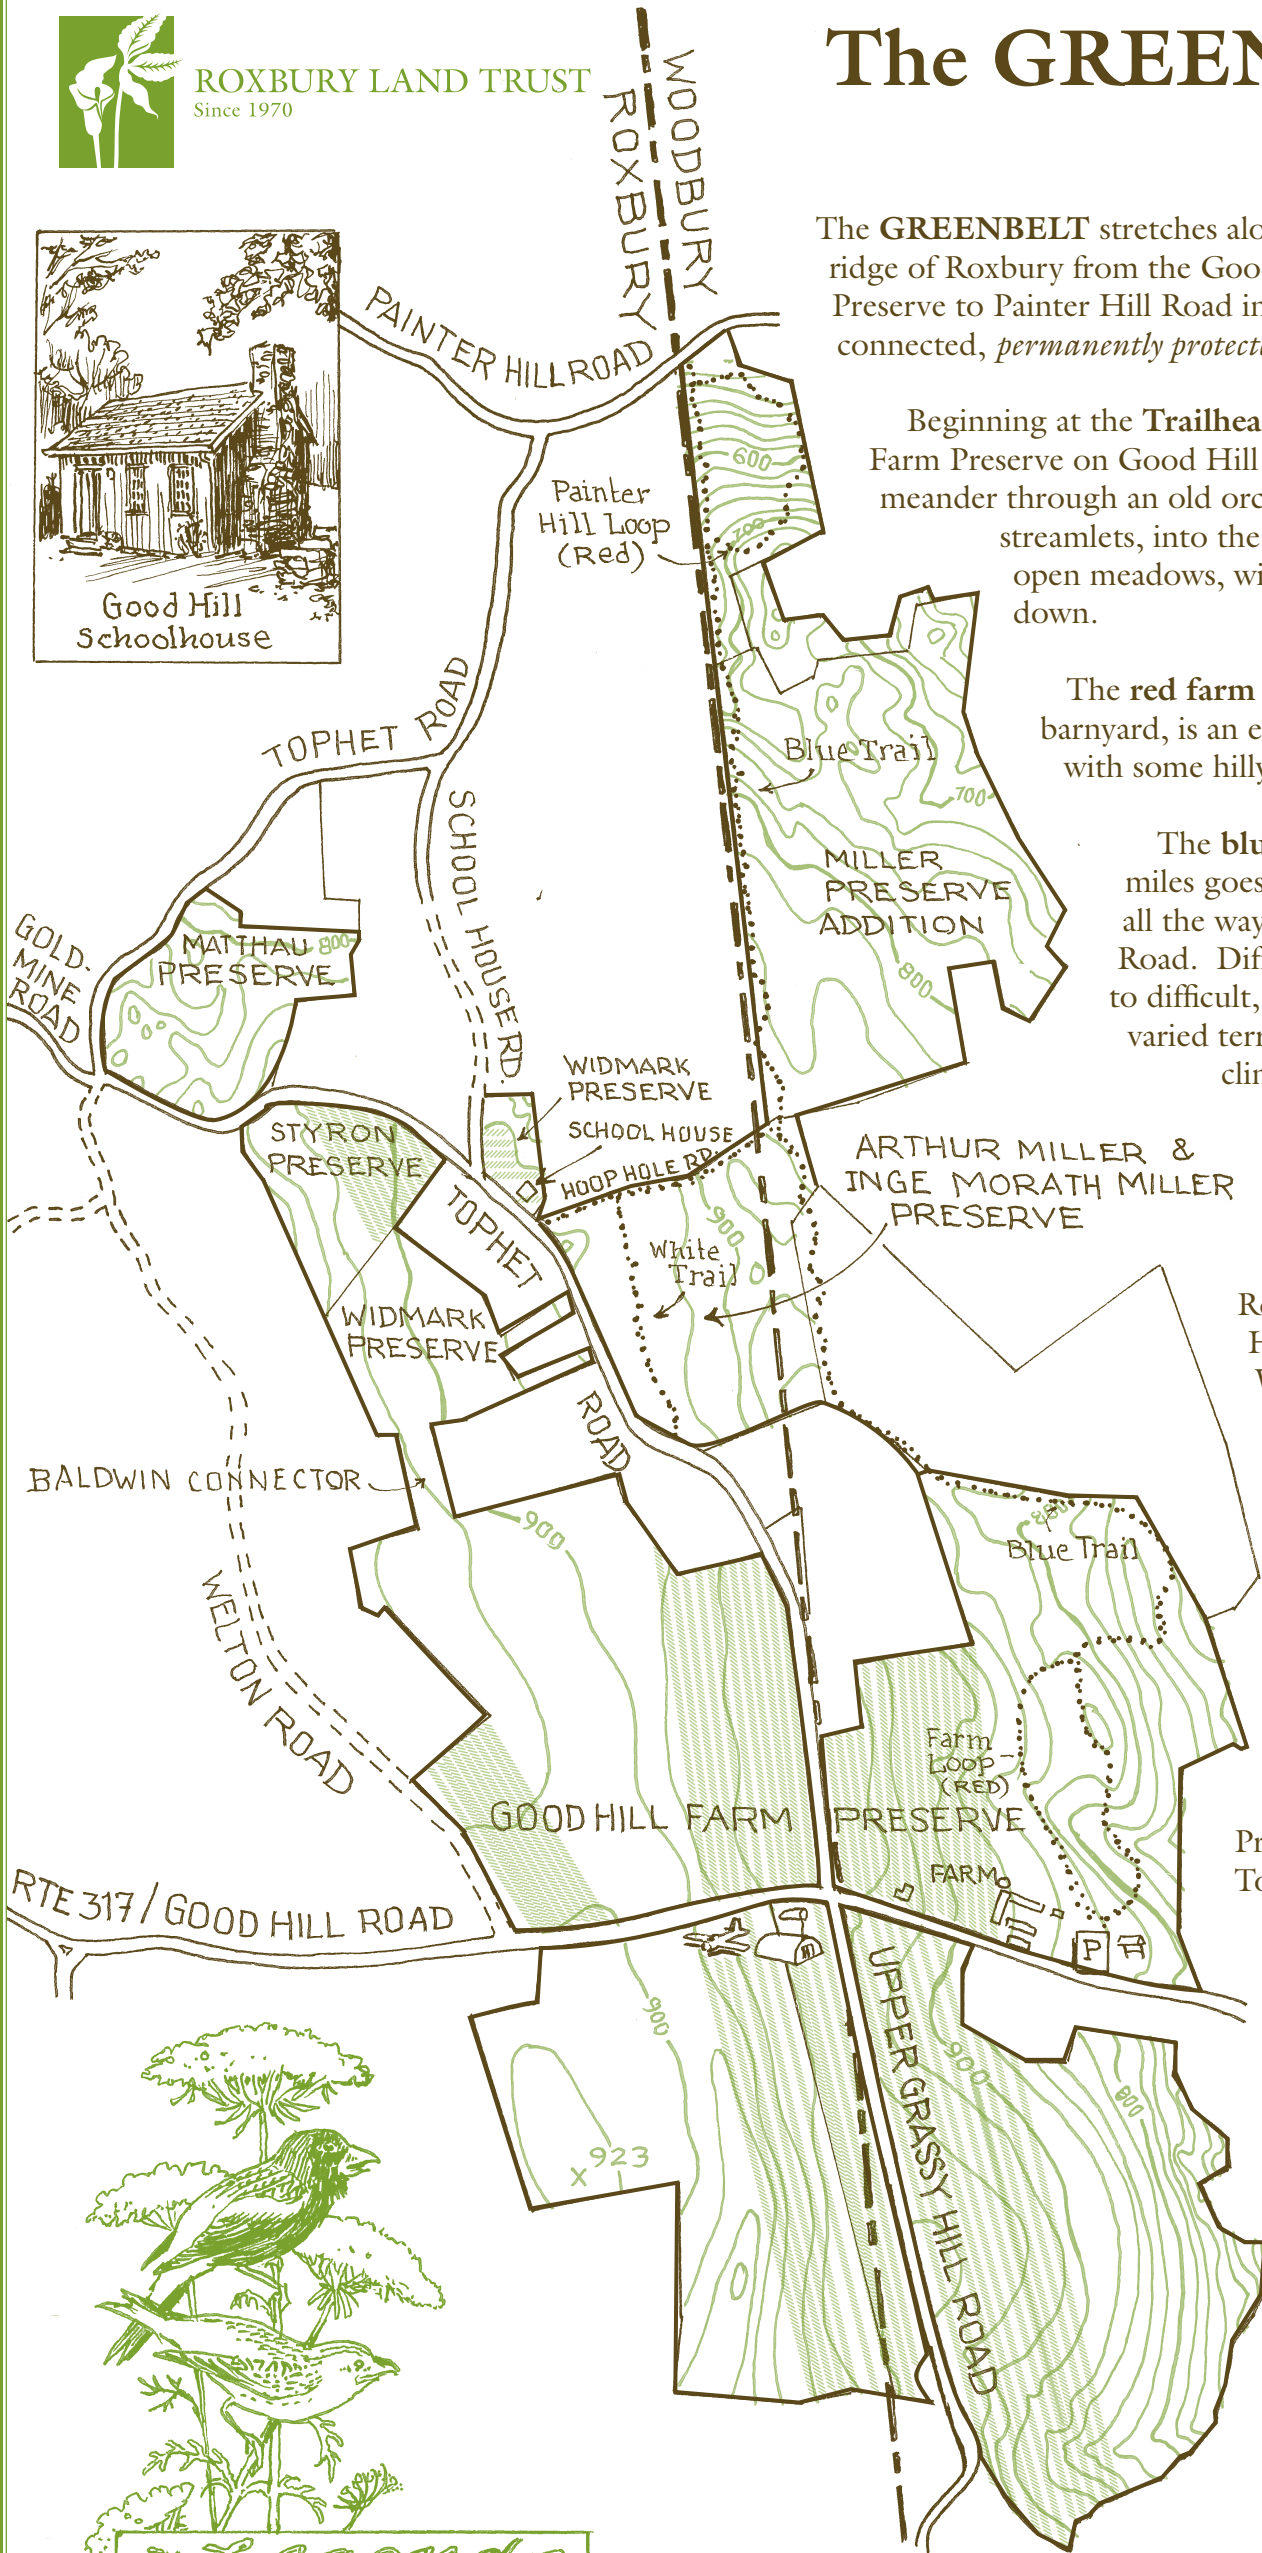 ROXBURY LAND TRUST
Since 1970
The GREEN
WOODBURY
ROXBURY
The GREENBELT stretches alo
ridge of Roxbury from the Goo
Preserve to Painter Hill Road in
connected, permanently protect
Beginning at the Trailhea
Farm Preserve on Good Hill
meander through an old orc
streamlets, into the
open meadows, wi
down.
The red farm
barnyard, is an e
with some hilly
The blu
miles goes
all the way
Road. Diff
to difficult,
varied terr
clim
Good Hill
Schoolhouse
PAINTER HILL ROAD
600
Painter
Hill Loop
(Red)
700
TOPHET ROAD
Blue Trail
700
SCHOOL HOUSE RD.
MILLER
PRESERVE
ADDITION
800
GOLD-
MINE
ROAD
MATTHAU 800
PRESERVE
WIDMARK
PRESERVE
SCHOOL HOUSE
HOOP HOLE RD.
STYRON
PRESERVE
ARTHUR MILLER &
INGE MORATH MILLER
PRESERVE
TOPHET
ROAD
900
White
Trail
WIDMARK
PRESERVE
BALDWIN CONNECTOR
900
WELTON ROAD
880
Blue Trail
Farm
Loop-
(RED)
GOOD HILL FARM PRESERVE
FARM
RTE 317 / GOOD HILL ROAD
P
UPPER GRASSY HILL ROAD
900
900
800
x 923
Pr
To